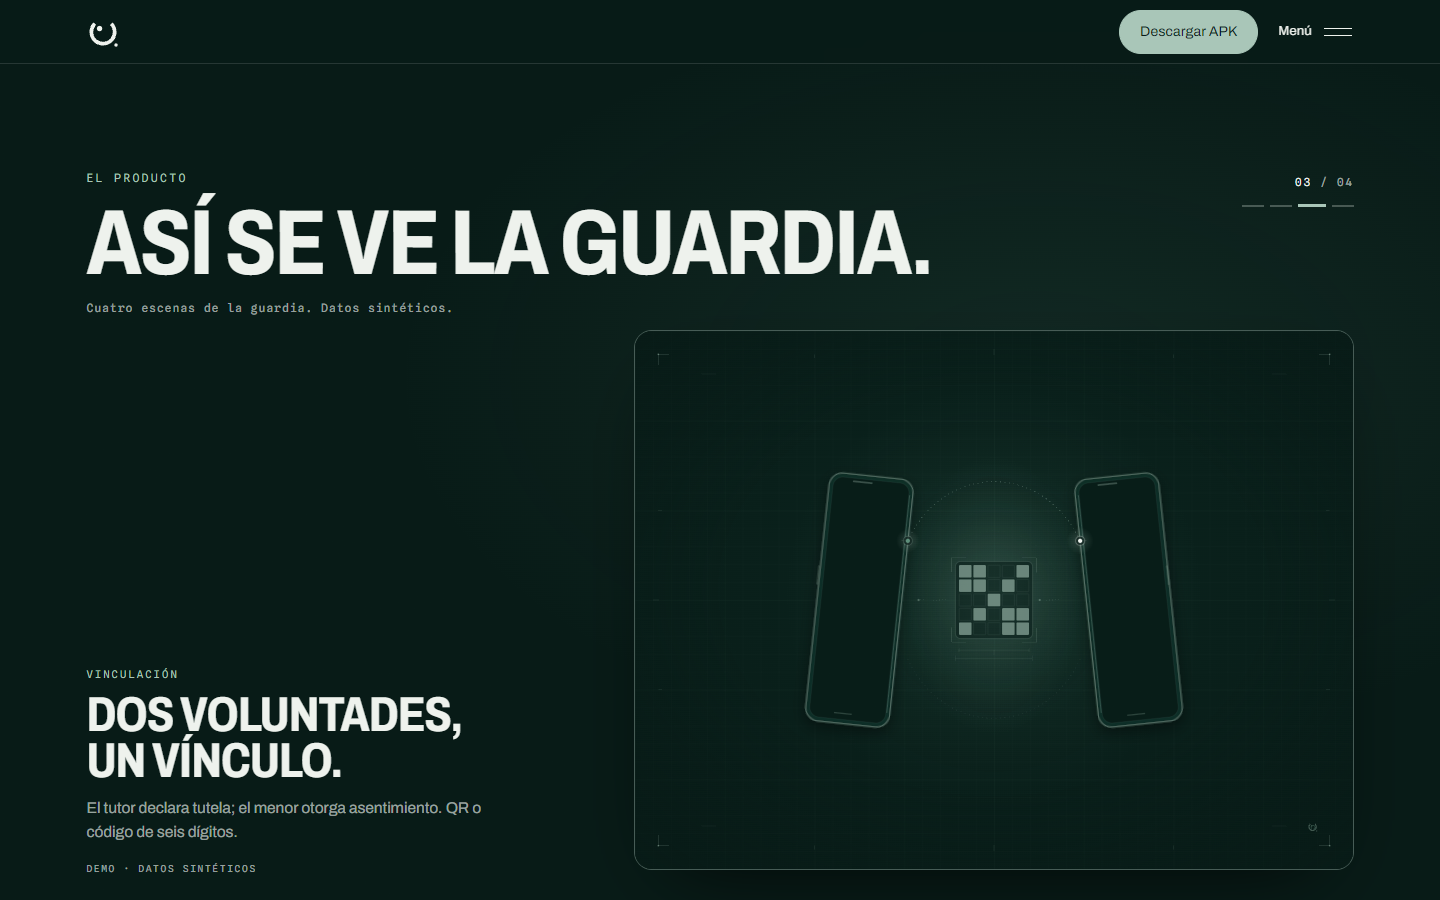 Descargar APK
Menú
EL PRODUCTO
03 / 04
ASÍ SE VE LA GUARDIA.
Cuatro escenas de la guardia. Datos sintéticos.
VINCULACIÓN
DOS VOLUNTADES,
UN VÍNCULO.
El tutor declara tutela; el menor otorga asentimiento. QR o
código de seis dígitos.
DEMO · DATOS SINTÉTICOS